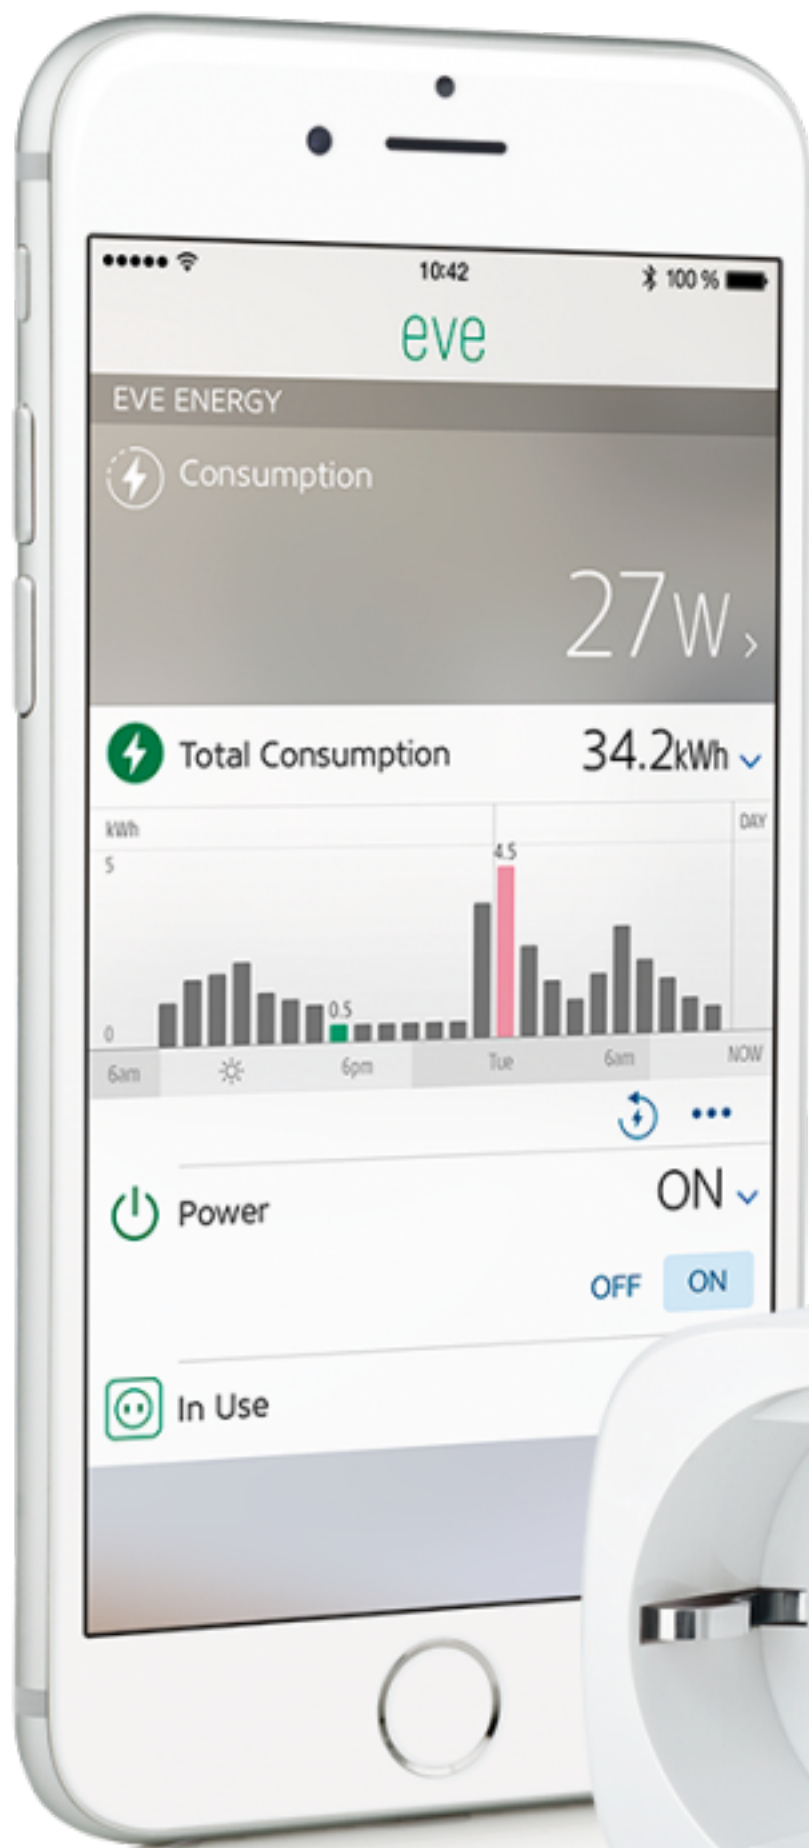 10:42
100 %
eve
EVE ENERGY
Consumption
27W
Total Consumption
34.2kWh
kWh
DAY
5
4.5
0.5
0
6am
6pm
Tue
6am
NOW
Power
ON
OFF
ON
In Use